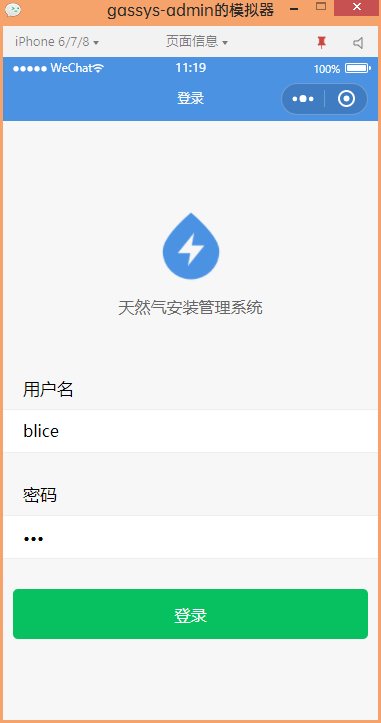 gassys-admin的模拟器
iPhone 6/7/8
页面信息
WeChat
11:19
100%
登录
天然气安装管理系统
用户名
blice
密码
•••
登录